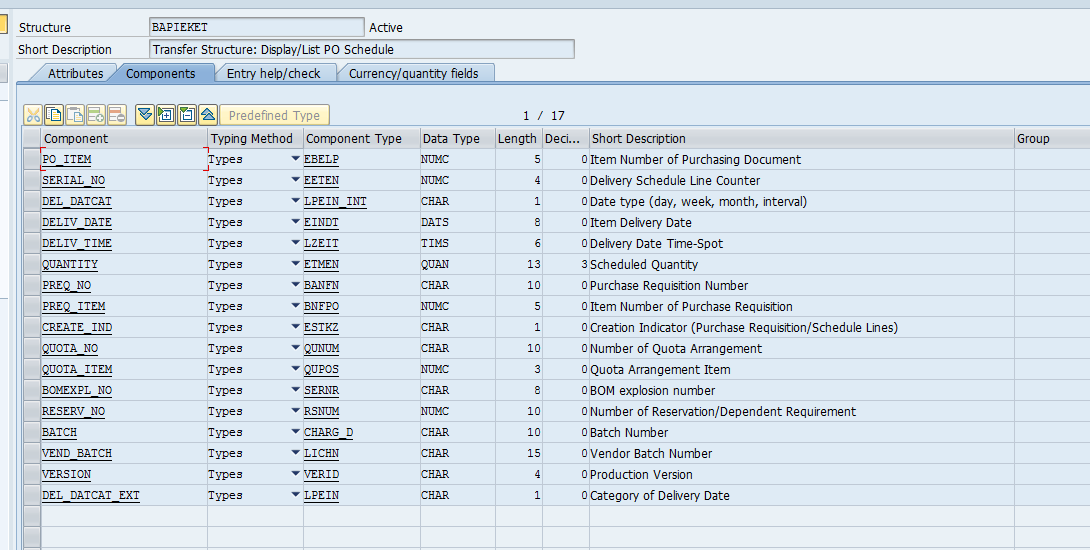 Structure BAPIEKET Active
Short Description Transfer Structure: Display/List PO Schedule
Attributes Components Entry help/check Currency/quantity fields
Predefined Type 1 / 17
Component Typing Method Component Type Data Type Length Deci... Short Description Group
PO_ITEM Types EBELP NUMC 5 0 Item Number of Purchasing Document
SERIAL_NO Types EETEN NUMC 4 0 Delivery Schedule Line Counter
DEL_DATCAT Types LPEIN_INT CHAR 1 0 Date type (day, week, month, interval)
DELIV_DATE Types EINDT DATS 8 0 Item Delivery Date
DELIV_TIME Types LZEIT TIMS 6 0 Delivery Date Time-Spot
QUANTITY Types ETMEN QUAN 13 3 Scheduled Quantity
PREQ_NO Types BANFN CHAR 10 0 Purchase Requisition Number
PREQ_ITEM Types BNFPO NUMC 5 0 Item Number of Purchase Requisition
CREATE_IND Types ESTKZ CHAR 1 0 Creation Indicator (Purchase Requisition/Schedule Lines)
QUOTA_NO Types QUNUM CHAR 10 0 Number of Quota Arrangement
QUOTA_ITEM Types QUPOS NUMC 3 0 Quota Arrangement Item
BOMEXPL_NO Types SERNR CHAR 8 0 BOM explosion number
RESERV_NO Types RSNUM NUMC 10 0 Number of Reservation/Dependent Requirement
BATCH Types CHARG_D CHAR 10 0 Batch Number
VEND_BATCH Types LICHN CHAR 15 0 Vendor Batch Number
VERSION Types VERID CHAR 4 0 Production Version
DEL_DATCAT_EXT Types LPEIN CHAR 1 0 Category of Delivery Date